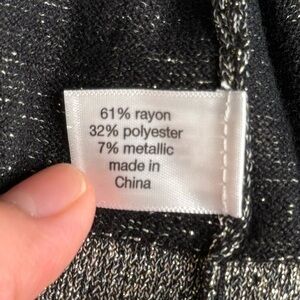 61% rayon
32% polyester
7% metallic
made in
China